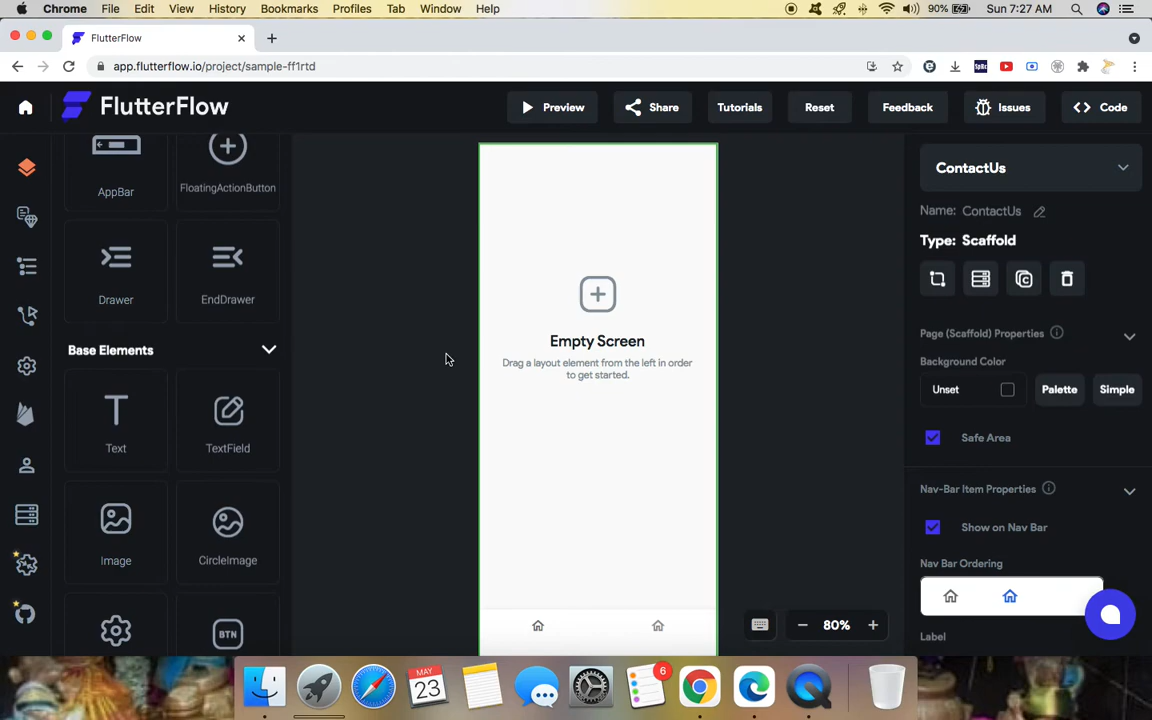 Chrome File Edit View History Bookmarks Profiles Tab Window Help 90% Sun 7:27 AM
FlutterFlow
app.flutterflow.io/project/sample-ff1rtd
FlutterFlow Preview Share Tutorials Reset Feedback Issues Code
AppBar FloatingActionButton
Drawer EndDrawer
Base Elements
Text TextField
Image CircleImage
BTN
Empty Screen
Drag a layout element from the left in order
to get started.
80%
ContactUs
Name: ContactUs
Type: Scaffold
Page (Scaffold) Properties
Background Color
Unset Palette Simple
Safe Area
Nav-Bar Item Properties
Show on Nav Bar
Nav Bar Ordering
Label
MAY
23
6